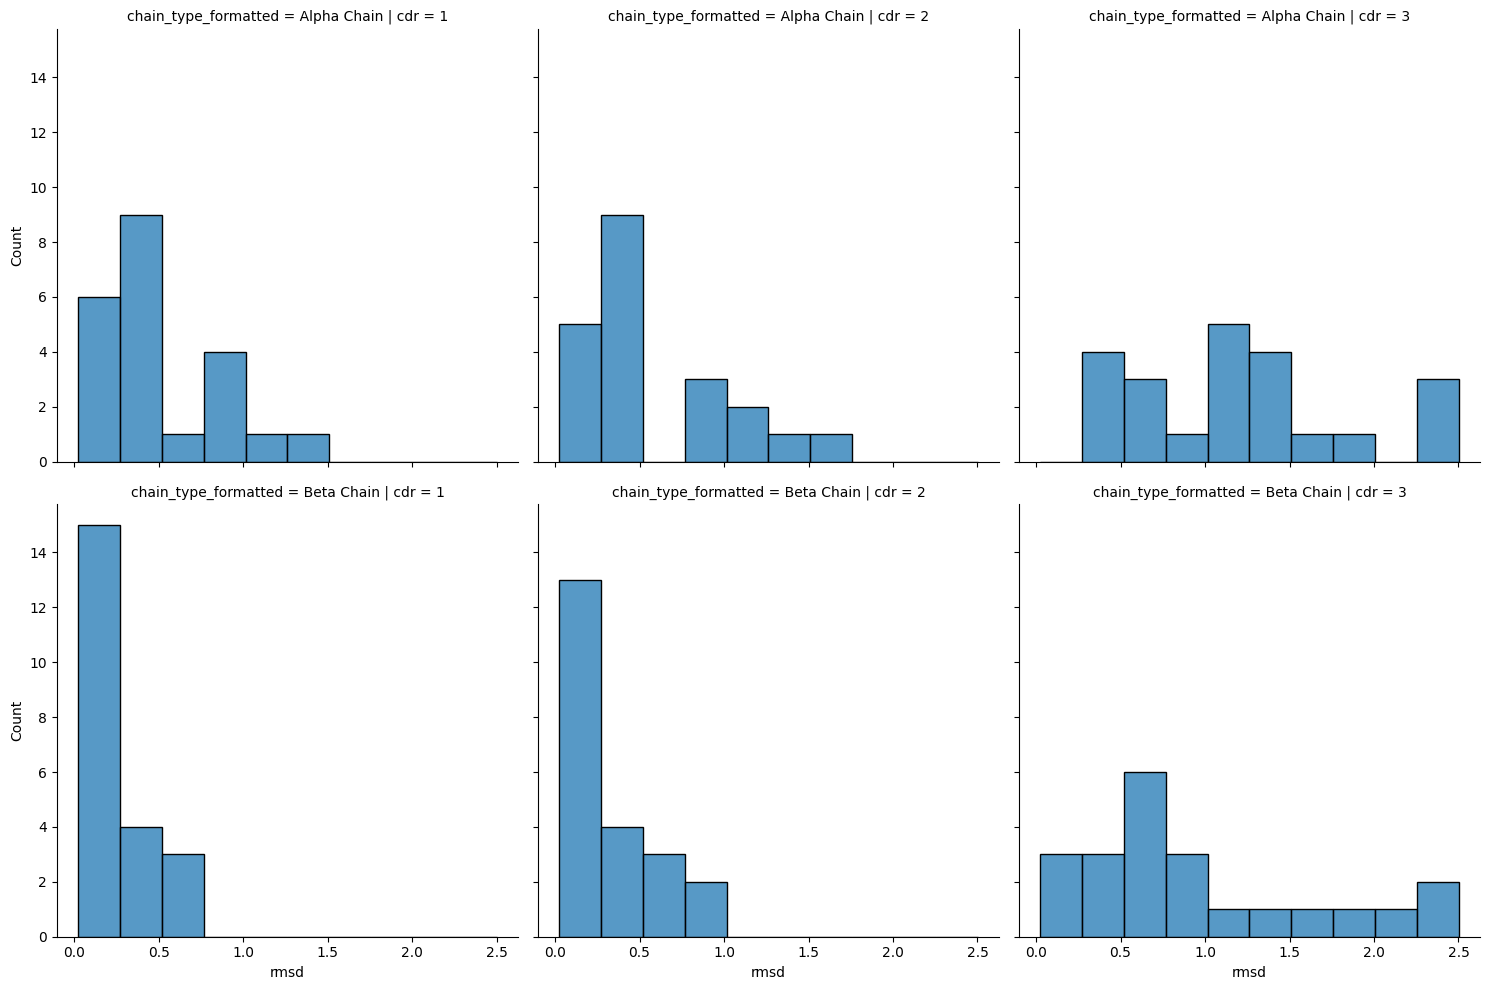 chain_type_formatted = Alpha Chain | cdr = 1
chain_type_formatted = Alpha Chain | cdr = 2
chain_type_formatted = Alpha Chain | cdr = 3
14
12
10
8
6
4
2
0
Count
chain_type_formatted = Beta Chain | cdr = 1
chain_type_formatted = Beta Chain | cdr = 2
chain_type_formatted = Beta Chain | cdr = 3
14
12
10
8
6
4
2
0
Count
0.0 0.5 1.0 1.5 2.0 2.5
0.0 0.5 1.0 1.5 2.0 2.5
0.0 0.5 1.0 1.5 2.0 2.5
rmsd
rmsd
rmsd